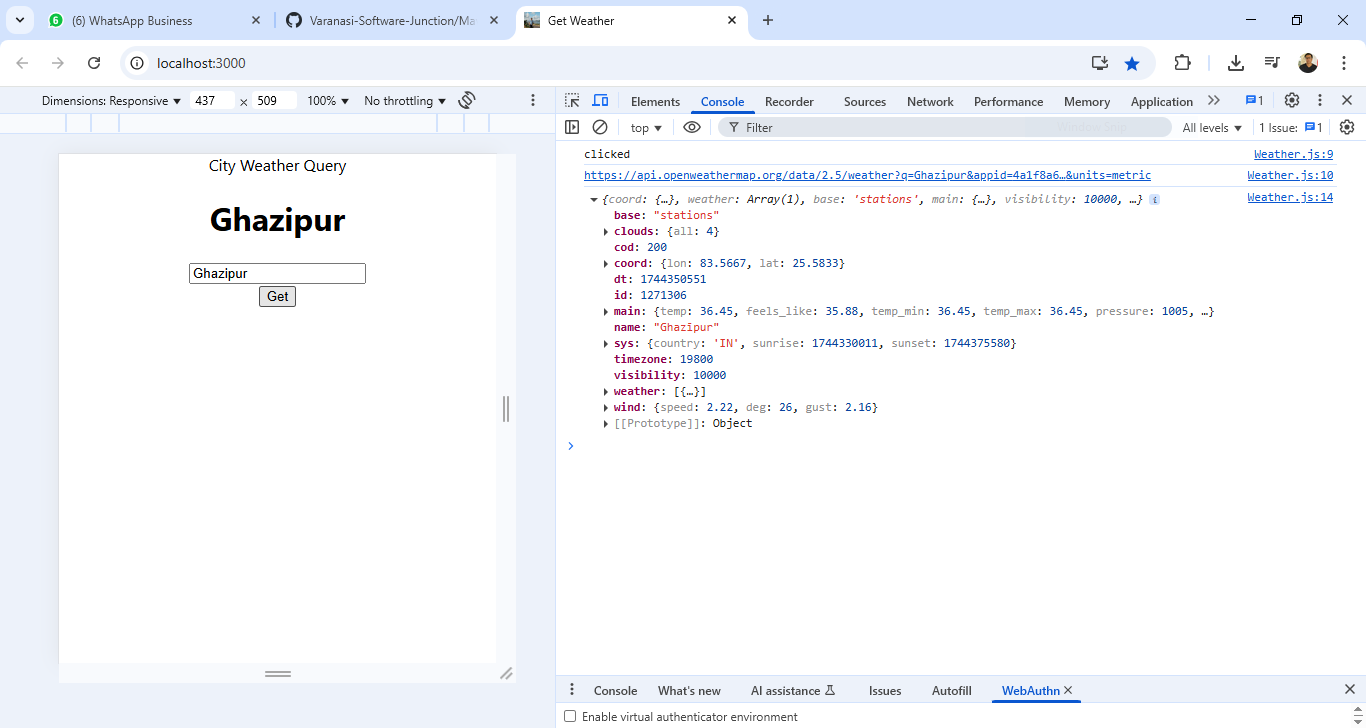 (6) WhatsApp Business
Varanasi-Software-Junction/Ma
Get Weather
localhost:3000
Dimensions: Responsive 437 × 509 100% No throttling
Elements Console Recorder Sources Network Performance Memory Application 1
top Filter All levels 1 Issue: 1
City Weather Query
Ghazipur
Ghazipur
Get
clicked Weather.js:9
https://api.openweathermap.org/data/2.5/weather?q=Ghazipur&appid=4a1f8a6…&units=metric Weather.js:10
{coord: {…}, weather: Array(1), base: 'stations', main: {…}, visibility: 10000, …} i Weather.js:14
base: "stations"
clouds: {all: 4}
cod: 200
coord: {lon: 83.5667, lat: 25.5833}
dt: 1744350551
id: 1271306
main: {temp: 36.45, feels_like: 35.88, temp_min: 36.45, temp_max: 36.45, pressure: 1005, …}
name: "Ghazīpur"
sys: {country: 'IN', sunrise: 1744330011, sunset: 1744375580}
timezone: 19800
visibility: 10000
weather: [{…}]
wind: {speed: 2.22, deg: 26, gust: 2.16}
[[Prototype]]: Object
Console What's new AI assistance Issues Autofill WebAuthn
Enable virtual authenticator environment